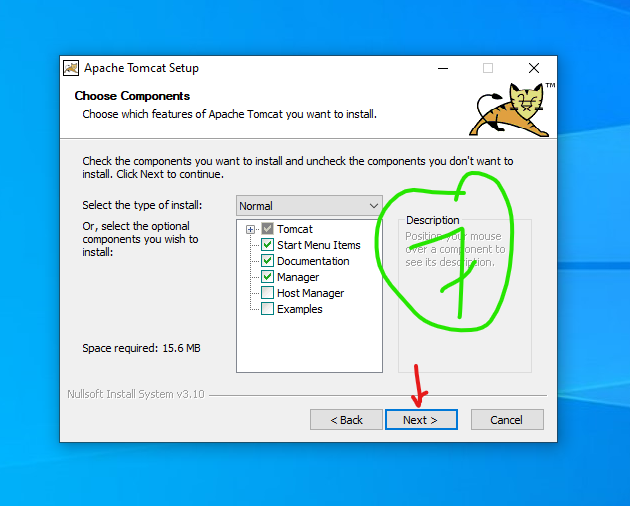 Apache Tomcat Setup
Choose Components
Choose which features of Apache Tomcat you want to install.
TM
Check the components you want to install and uncheck the components you don't want to
install. Click Next to continue.
Select the type of install:
Normal
Or, select the optional
components you wish to
install:
Tomcat
Start Menu Items
Documentation
Manager
Host Manager
Examples
Description
Position your mouse
over a component to
see its description.
7
Space required: 15.6 MB
Nullsoft Install System v3.10
< Back
Next >
Cancel